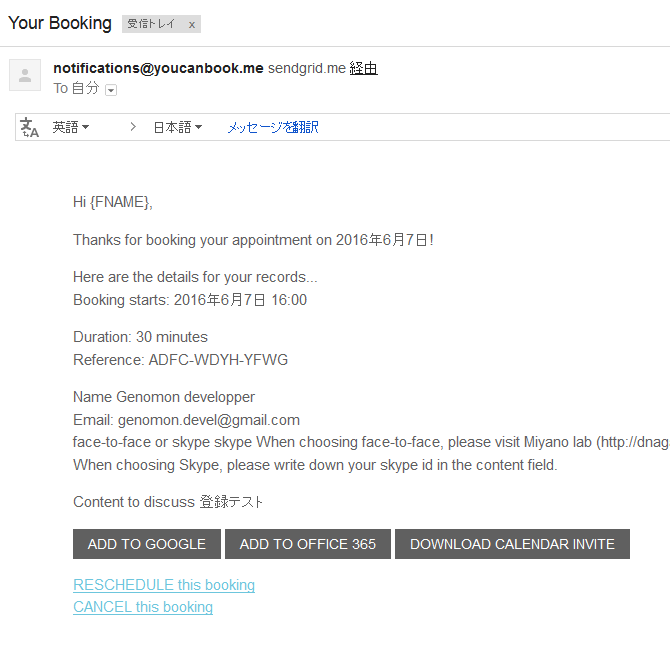 Your Booking 受信トレイ x
notifications@youcanbook.me sendgrid.me 経由
To 自分
文A 英語 > 日本語 メッセージを翻訳
Hi {FNAME},
Thanks for booking your appointment on 2016年6月7日!
Here are the details for your records...
Booking starts: 2016年6月7日 16:00
Duration: 30 minutes
Reference: ADFC-WDYH-YFWG
Name Genomon developper
Email: genomon.devel@gmail.com
face-to-face or skype skype When choosing face-to-face, please visit Miyano lab (http://dnag
When choosing Skype, please write down your skype id in the content field.
Content to discuss 登録テスト
ADD TO GOOGLE ADD TO OFFICE 365 DOWNLOAD CALENDAR INVITE
RESCHEDULE this booking
CANCEL this booking